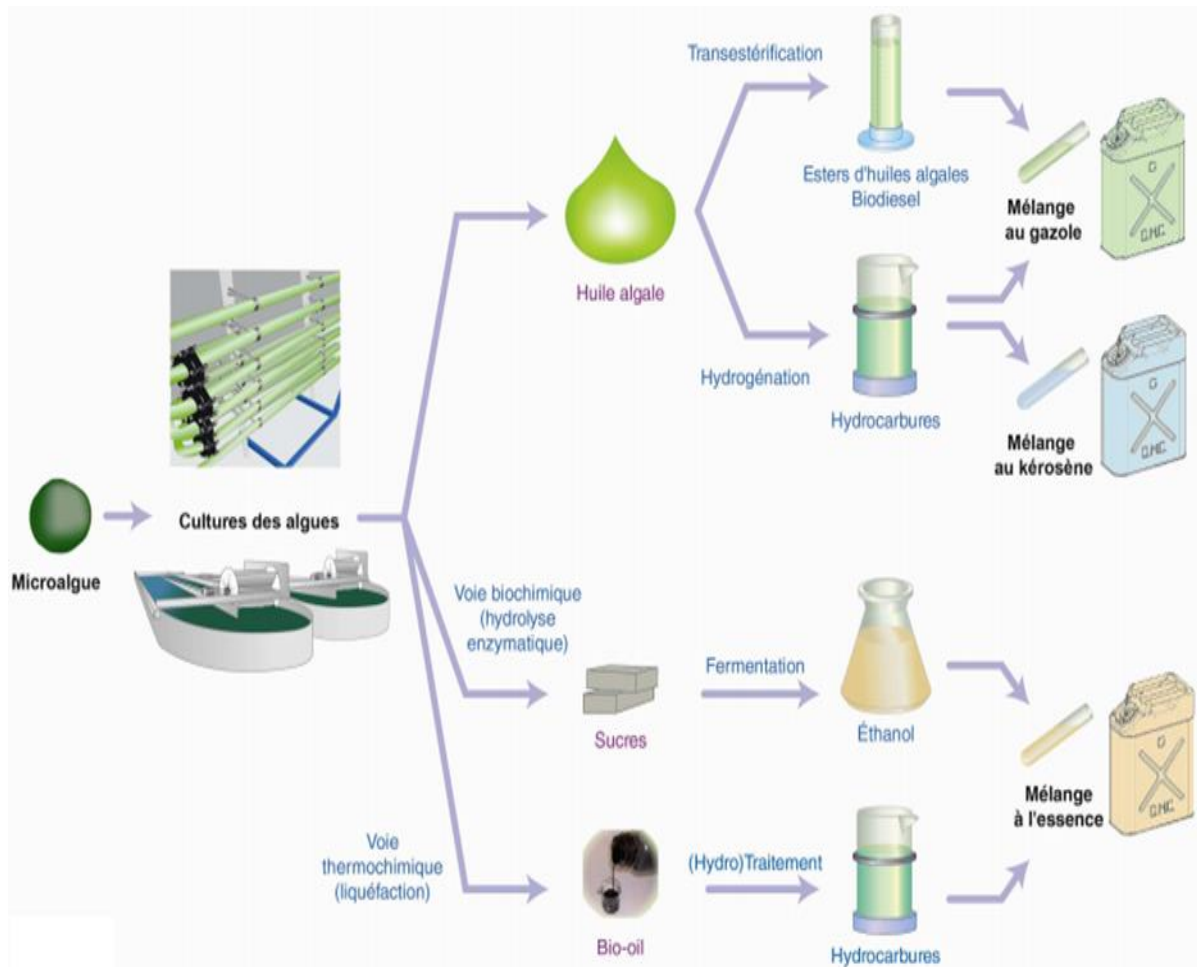 Transestérification
Esters d'huiles algales
Biodiesel
Mélange
au gazole
G
G.M.C.
Huile algale
Hydrogénation
Hydrocarbures
Mélange
au kérosène
G
G.M.C.
Microalgue
Cultures des algues
Voie biochimique
(hydrolyse
enzymatique)
Sucres
Fermentation
Éthanol
Mélange
à l'essence
G
G.M.C.
Voie
thermochimique
(liquéfaction)
Bio-oil
(Hydro)Traitement
Hydrocarbures